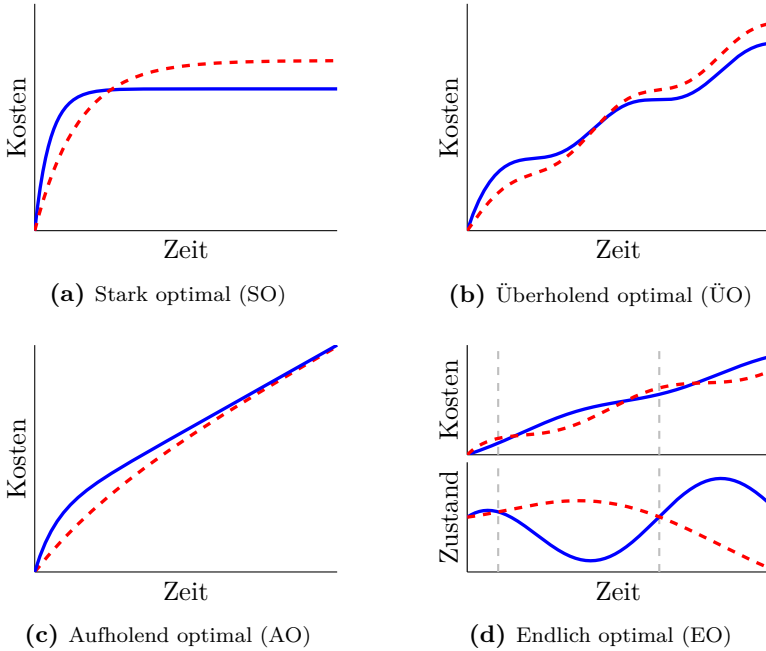 Kosten
Zeit
(a) Stark optimal (SO)
Kosten
Zeit
(b) Überholend optimal (ÜO)
Kosten
Zeit
(c) Aufholend optimal (AO)
Kosten
Zustand
Zeit
(d) Endlich optimal (EO)